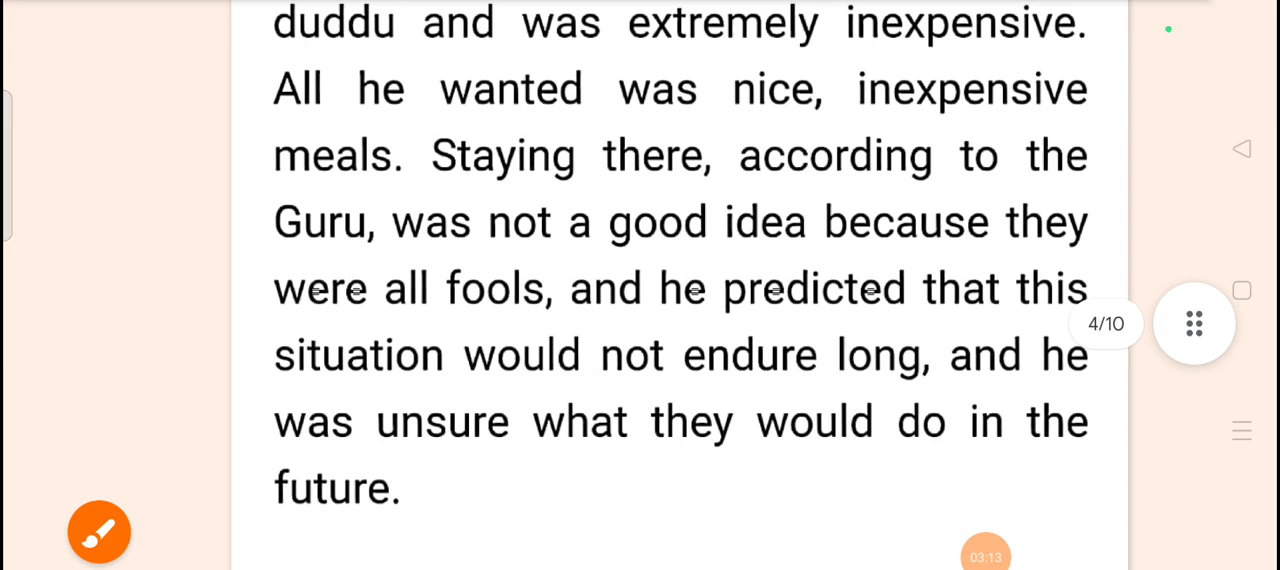 duddu and was extremely inexpensive.
All he wanted was nice, inexpensive
meals. Staying there, according to the
Guru, was not a good idea because they
were all fools, and he predicted that this
situation would not endure long, and he
was unsure what they would do in the
future.
4/10
03:13